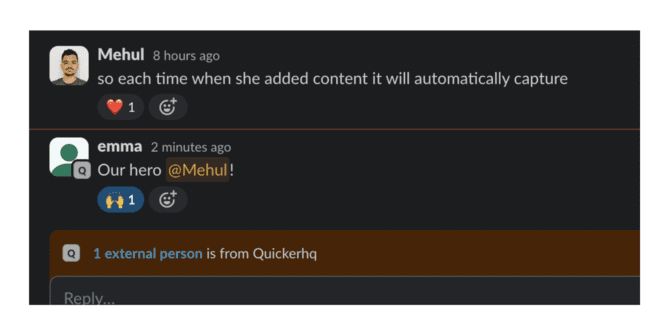 Mehul 8 hours ago
so each time when she added content it will automatically capture
❤️ 1
emma 2 minutes ago
Q
Our hero @Mehul!
🙌 1
Q 1 external person is from Quickerhq
Reply...